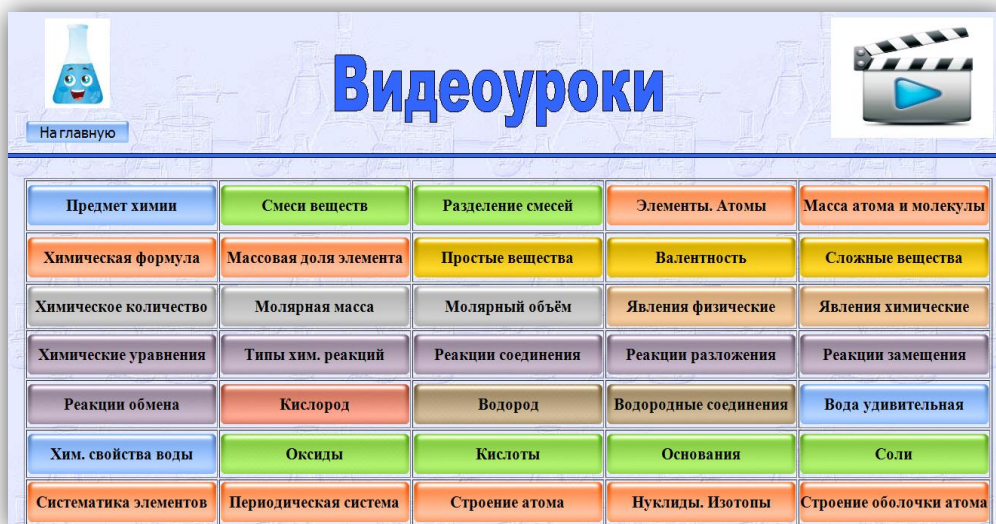 Видеоуроки
На главную
Предмет химии
Смеси веществ
Разделение смесей
Элементы. Атомы
Масса атома и молекулы
Химическая формула
Массовая доля элемента
Простые вещества
Валентность
Сложные вещества
Химическое количество
Молярная масса
Молярный объём
Явления физические
Явления химические
Химические уравнения
Типы хим. реакций
Реакции соединения
Реакции разложения
Реакции замещения
Реакции обмена
Кислород
Водород
Водородные соединения
Вода удивительная
Хим. свойства воды
Оксиды
Кислоты
Основания
Соли
Систематика элементов
Периодическая система
Строение атома
Нуклиды. Изотопы
Строение оболочки атома